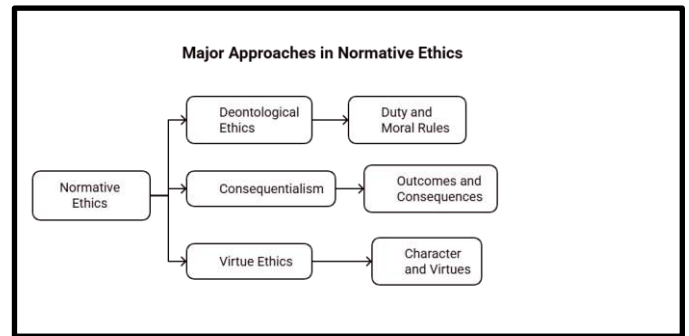 Major Approaches in Normative Ethics
Deontological
Ethics
Duty and
Moral Rules
Normative
Ethics
Consequentialism
Outcomes and
Consequences
Virtue Ethics
Character
and Virtues